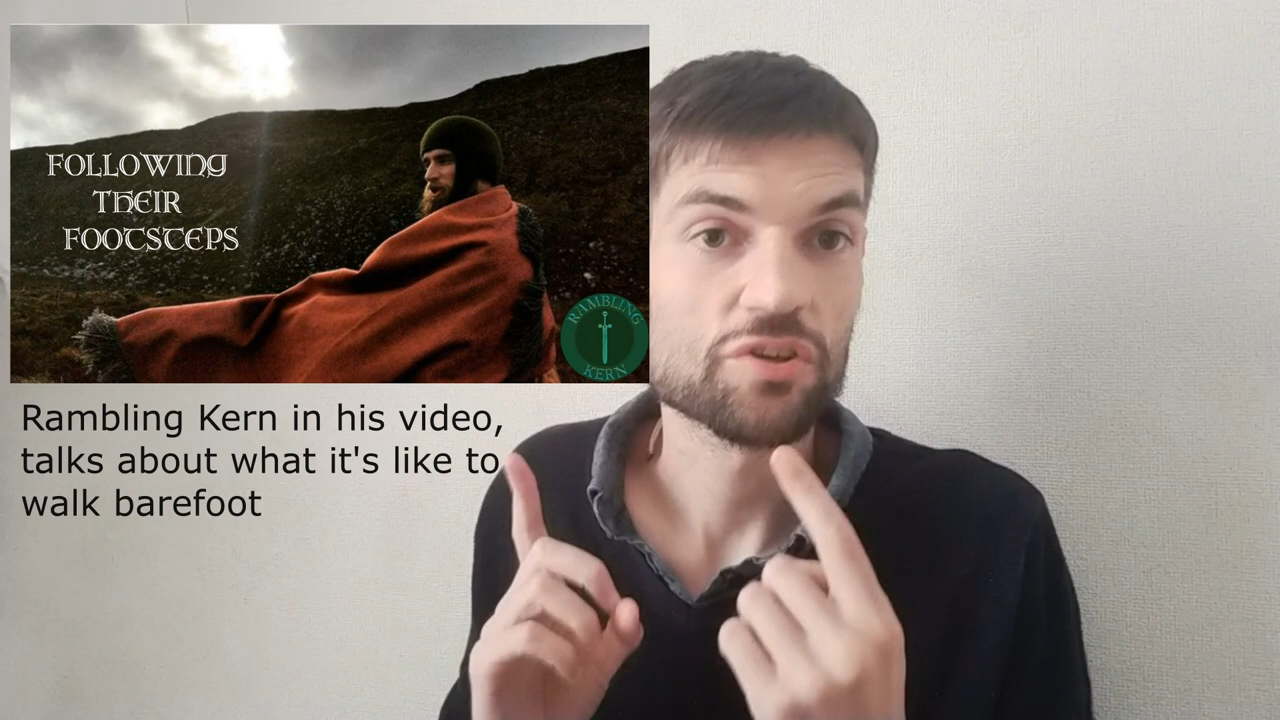 FOLLOWING
THEIR
FOOTSTEPS
RAMBLING
KERN
Rambling Kern in his video,
talks about what it's like to
walk barefoot